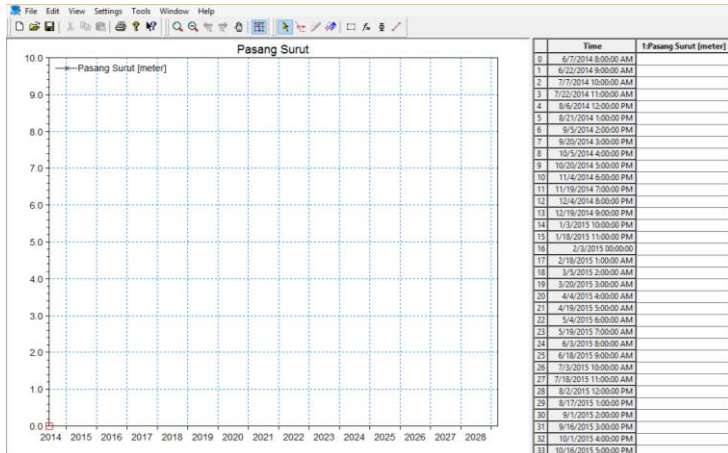 File Edit View Settings Tools Window Help
Pasang Surut
Pasang Surut [meter]
10.0
9.0
8.0
7.0
6.0
5.0
4.0
3.0
2.0
1.0
0.0
2014 2015 2016 2017 2018 2019 2020 2021 2022 2023 2024 2025 2026 2027 2028
Time 1:Pasang Surut [meter]
0 6/7/2014 8:00:00 AM
1 6/22/2014 9:00:00 AM
2 7/7/2014 10:00:00 AM
3 7/22/2014 11:00:00 AM
4 8/6/2014 12:00:00 PM
5 8/21/2014 1:00:00 PM
6 9/5/2014 2:00:00 PM
7 9/20/2014 3:00:00 PM
8 10/5/2014 4:00:00 PM
9 10/20/2014 5:00:00 PM
10 11/4/2014 6:00:00 PM
11 11/19/2014 7:00:00 PM
12 12/4/2014 8:00:00 PM
13 12/19/2014 9:00:00 PM
14 1/3/2015 10:00:00 PM
15 1/18/2015 11:00:00 PM
16 2/3/2015 00:00:00
17 2/18/2015 1:00:00 AM
18 3/5/2015 2:00:00 AM
19 3/20/2015 3:00:00 AM
20 4/4/2015 4:00:00 AM
21 4/19/2015 5:00:00 AM
22 5/4/2015 6:00:00 AM
23 5/19/2015 7:00:00 AM
24 6/3/2015 8:00:00 AM
25 6/18/2015 9:00:00 AM
26 7/3/2015 10:00:00 AM
27 7/18/2015 11:00:00 AM
28 8/2/2015 12:00:00 PM
29 8/17/2015 1:00:00 PM
30 9/1/2015 2:00:00 PM
31 9/16/2015 3:00:00 PM
32 10/1/2015 4:00:00 PM
33 10/16/2015 5:00:00 PM